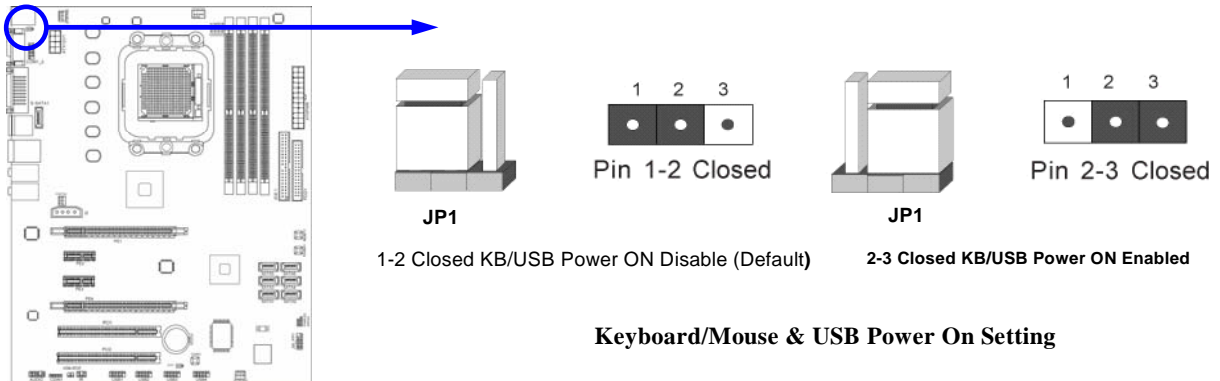 1 2 3
Pin 1-2 Closed
JP1
1-2 Closed KB/USB Power ON Disable (Default)
1 2 3
Pin 2-3 Closed
JP1
2-3 Closed KB/USB Power ON Enabled
Keyboard/Mouse & USB Power On Setting